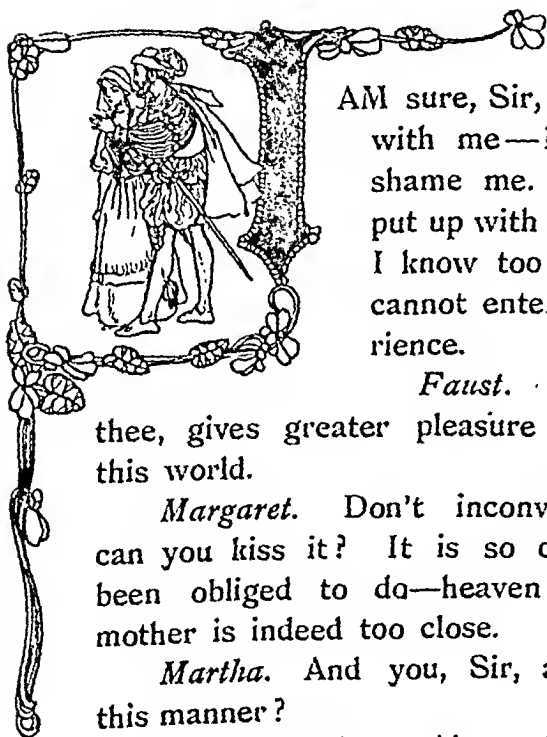 I AM sure, Sir,
with me—
shame me.
put up with
I know too
cannot ente
rience.
Faust.
thee, gives greater pleasure
this world.
Margaret. Don't inconv
can you kiss it? It is so c
been obliged to do—heaven
mother is indeed too close.
Martha. And you, Sir, a
this manner?